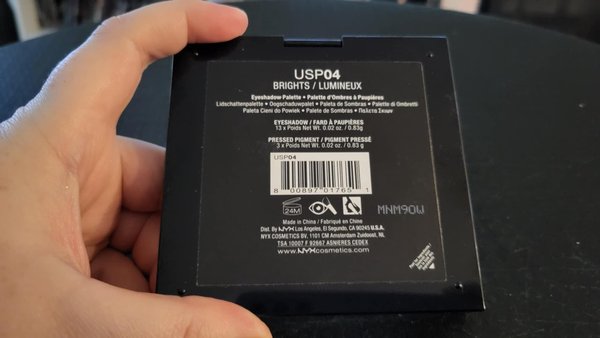 USP04
BRIGHTS / LUMINEUX
Eyeshadow Palette • Palette d'Ombres à Paupières
Lidschattenpalette • Oogschaduwpalet • Paleta de Sombras • Palette di Ombretti
Paleta Cieni do Powiek • Palete de Sombras • Παλέτα Σκιών
EYESHADOW / FARD À PAUPIÈRES
13 x Poids Net Wt. 0.02 oz. / 0.83g
PRESSED PIGMENT / PIGMENT PRESSÉ
3 x Poids Net Wt. 0.02 oz. / 0.83 g
USP04
8 00897 01765 1
24M
MNM90W
Made in China / Fabriqué en Chine
Dist. By NYX Los Angeles, El Segundo, CA 90245 U.S.A.
NYX COSMETICS BV. 1101 CM Amsterdam Zuidoost, NL
TSA 10007 F 92667 ASNIERES CEDEX
www.NYXcosmetics.com